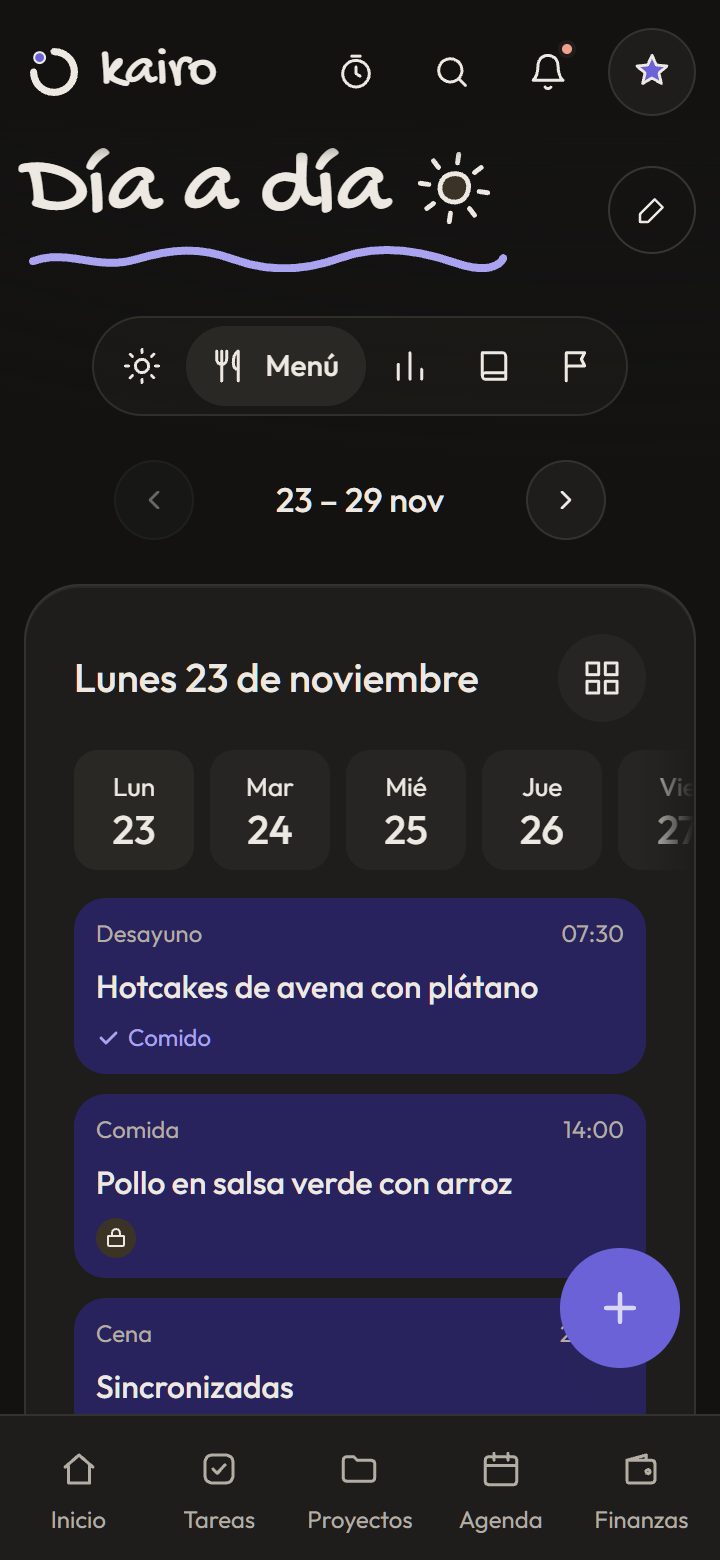 kairo
Día a día
Menú
23 – 29 nov
Lunes 23 de noviembre
Lun Mar Mié Jue Vie
23 24 25 26 27
Desayuno 07:30
Hotcakes de avena con plátano
Comido
Comida 14:00
Pollo en salsa verde con arroz
Cena
Sincronizadas
Inicio Tareas Proyectos Agenda Finanzas